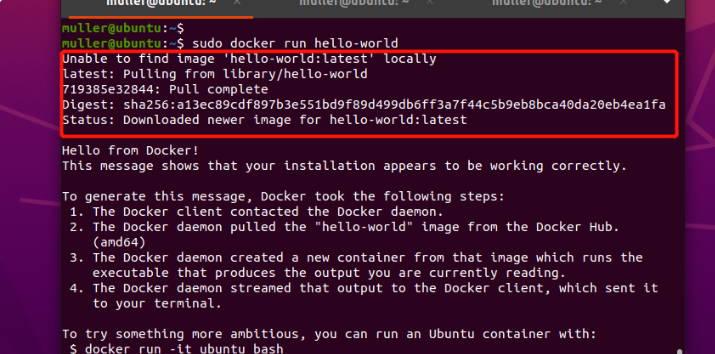 muller@ubuntu: ~ × muller@ubuntu: ~ × muller@ubuntu: ~ ×
muller@ubuntu:~$
muller@ubuntu:~$ sudo docker run hello-world
Unable to find image 'hello-world:latest' locally
latest: Pulling from library/hello-world
719385e32844: Pull complete
Digest: sha256:a13ec89cdf897b3e551bd9f89d499db6ff3a7f44c5b9eb8bca40da20eb4ea1fa
Status: Downloaded newer image for hello-world:latest
Hello from Docker!
This message shows that your installation appears to be working correctly.
To generate this message, Docker took the following steps:
1. The Docker client contacted the Docker daemon.
2. The Docker daemon pulled the "hello-world" image from the Docker Hub.
(amd64)
3. The Docker daemon created a new container from that image which runs the
executable that produces the output you are currently reading.
4. The Docker daemon streamed that output to the Docker client, which sent it
to your terminal.
To try something more ambitious, you can run an Ubuntu container with:
$ docker run -it ubuntu bash